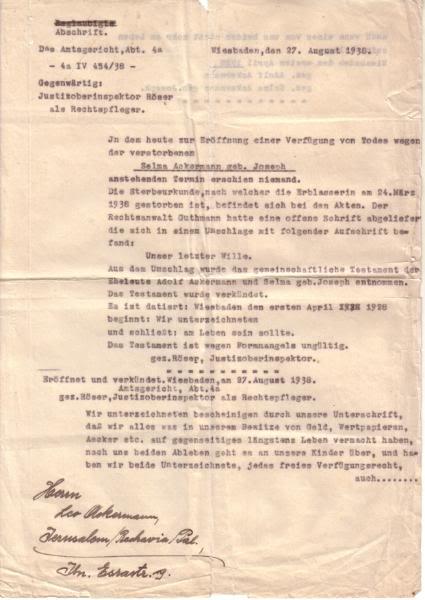 Beglaubigte
Abschrift.
Das Amtsgericht, Abt. 4a
Wiesbaden, den 27. August 1938.
- 4a IV 454/38 -
Gegenwärtig:
Justizoberinspektor Höser
als Rechtspfleger.
Jn dem heute zur Eröffnung einer Verfügung von Todes wegen
der verstorbenen
Selma Ackermann geb. Joseph
anstehenden Termin erschien niemand.
Die Sterbeurkunde, nach welcher die Erblasserin am 24. März
1938 gestorben ist, befindet sich bei den Akten. Der
Rechtsanwalt Guthmann hatte eine offene Schrift abgeliefer
die sich in einem Umschlage mit folgender Aufschrift be-
fand:
Unser letzter Wille.
Aus dem Umschlag wurde das gemeinschaftliche Testament der
Eheleute Adolf Ackermann und Selma geb. Joseph entnommen.
Das Testament wurde verkündet.
Es ist datiert: Wiesbaden den ersten April 1928
beginnt: Wir unterzeichneten
und schließt: am Leben sein sollte.
Das Testament ist wegen Formmangels ungültig.
gez. Höser, Justizoberinspektor.
Eröffnet und verkündet. Wiesbaden, am 27. August 1938.
Amtsgericht, Abt. 4a
gez. Höser, Justizoberinspektor als Rechtspfleger.
Wir unterzeichneten bescheinigen durch unsere Unterschrift,
daß wir alles was in unserem Besitze von Geld, Wertpapieren,
Aecker etc. auf gegenseitiges längstens Leben vermacht haben,
nach uns beiden Ableben geht es an unsere Kinder über, und ha-
ben wir beide Unterzeichnete, jedes freies Verfügungsrecht,
auch........
Herrn
Leo Ackermann,
Jerusalem/Rechavia/Pal.
Ibn. Esrastr. 9.